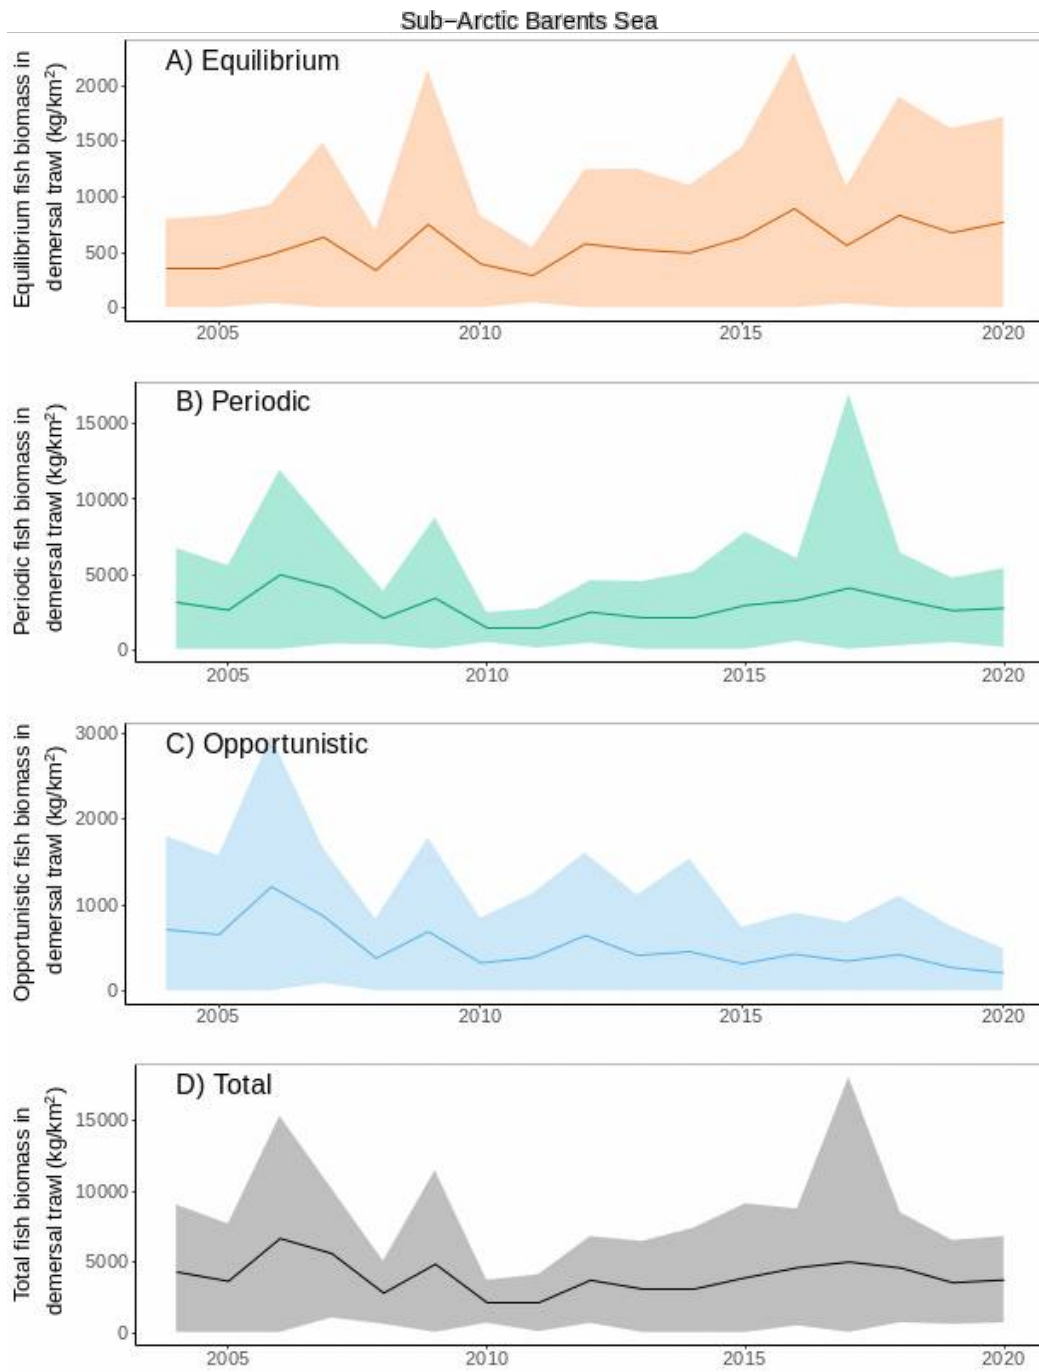 Sub−Arctic Barents Sea
A) Equilibrium
Equilibrium fish biomass in
demersal trawl (kg/km²)
2000
1500
1000
500
0
2005 2010 2015 2020
B) Periodic
Periodic fish biomass in
demersal trawl (kg/km²)
15000
10000
5000
0
2005 2010 2015 2020
C) Opportunistic
Opportunistic fish biomass in
demersal trawl (kg/km²)
3000
2000
1000
0
2005 2010 2015 2020
D) Total
Total fish biomass in
demersal trawl (kg/km²)
15000
10000
5000
0
2005 2010 2015 2020